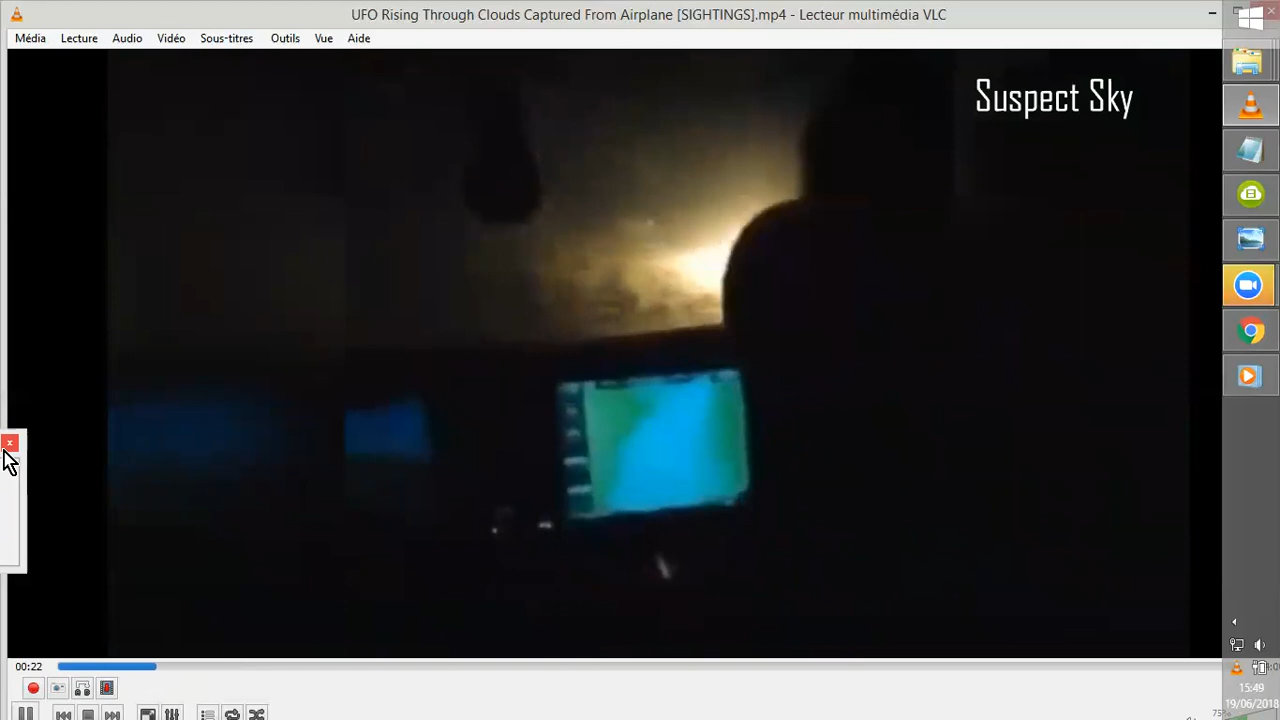 UFO Rising Through Clouds Captured From Airplane [SIGHTINGS].mp4 - Lecteur multimédia VLC
Média Lecture Audio Vidéo Sous-titres Outils Vue Aide
Suspect Sky
00:22
15:49
19/06/2018